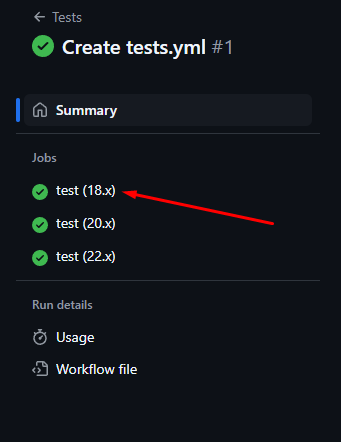 Tests
Create tests.yml #1
Summary
Jobs
test (18.x)
test (20.x)
test (22.x)
Run details
Usage
Workflow file